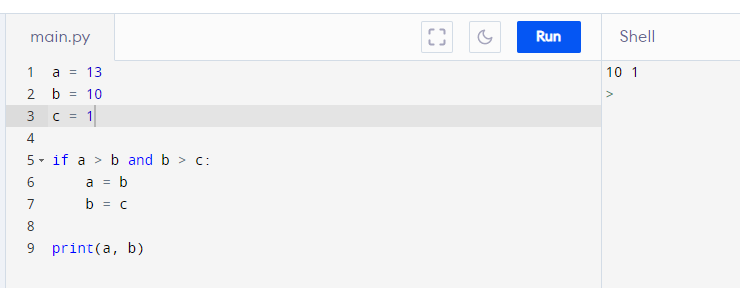 main.py Run Shell
1 a = 13
2 b = 10
3 c = 1
4
5 if a > b and b > c:
6     a = b
7     b = c
8
9 print(a, b)
10 1
>